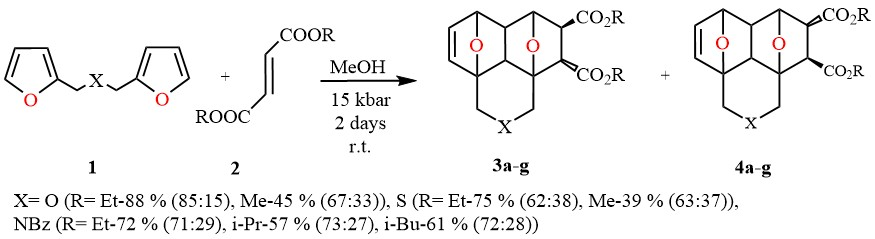 O X O
1
+
COOR
ROOC
2
MeOH
15 kbar
2 days
r.t.
O O CO₂R
CO₂R
X
3a-g
+
O O CO₂R
CO₂R
X
4a-g
X= O (R= Et-88 % (85:15), Me-45 % (67:33)), S (R= Et-75 % (62:38), Me-39 % (63:37)),
NBz (R= Et-72 % (71:29), i-Pr-57 % (73:27), i-Bu-61 % (72:28))